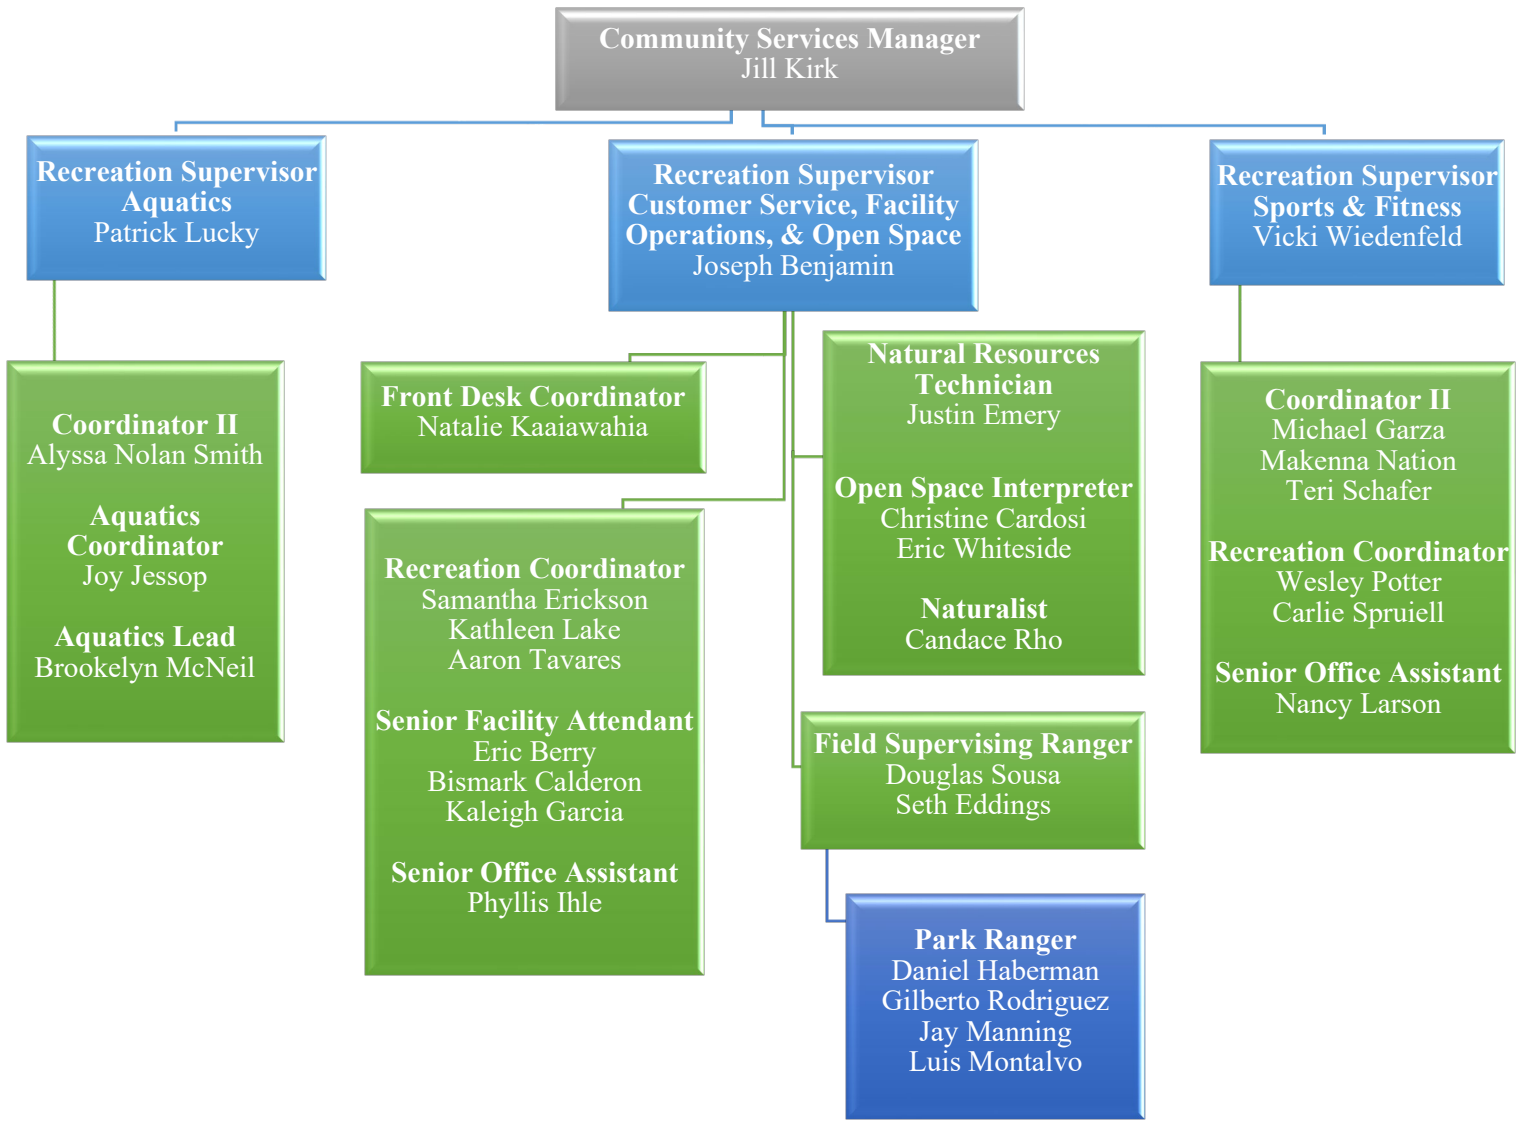 Community Services Manager
Jill Kirk
Recreation Supervisor
Aquatics
Patrick Lucky
Recreation Supervisor
Customer Service, Facility
Operations, & Open Space
Joseph Benjamin
Recreation Supervisor
Sports & Fitness
Vicki Wiedenfeld
Coordinator II
Alyssa Nolan Smith
Aquatics
Coordinator
Joy Jessop
Aquatics Lead
Brookelyn McNeil
Front Desk Coordinator
Natalie Kaaiawahia
Recreation Coordinator
Samantha Erickson
Kathleen Lake
Aaron Tavares
Senior Facility Attendant
Eric Berry
Bismark Calderon
Kaleigh Garcia
Senior Office Assistant
Phyllis Ihle
Natural Resources
Technician
Justin Emery
Open Space Interpreter
Christine Cardosi
Eric Whiteside
Naturalist
Candace Rho
Field Supervising Ranger
Douglas Sousa
Seth Eddings
Park Ranger
Daniel Haberman
Gilberto Rodriguez
Jay Manning
Luis Montalvo
Coordinator II
Michael Garza
Makenna Nation
Teri Schafer
Recreation Coordinator
Wesley Potter
Carlie Spruiell
Senior Office Assistant
Nancy Larson